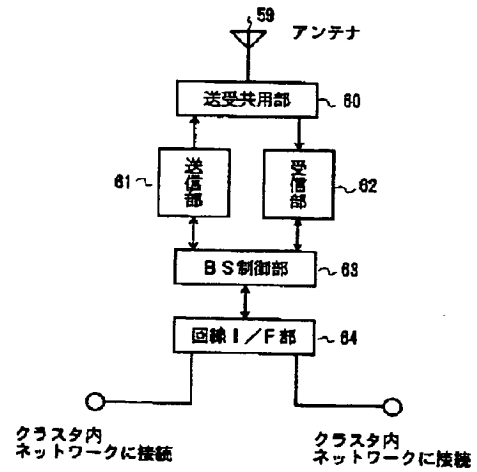 59
アンテナ
送受共用部
60
61
送信部
受信部
62
BS制御部
63
回線I/F部
64
クラスタ内
ネットワークに接続
クラスタ内
ネットワークに接続